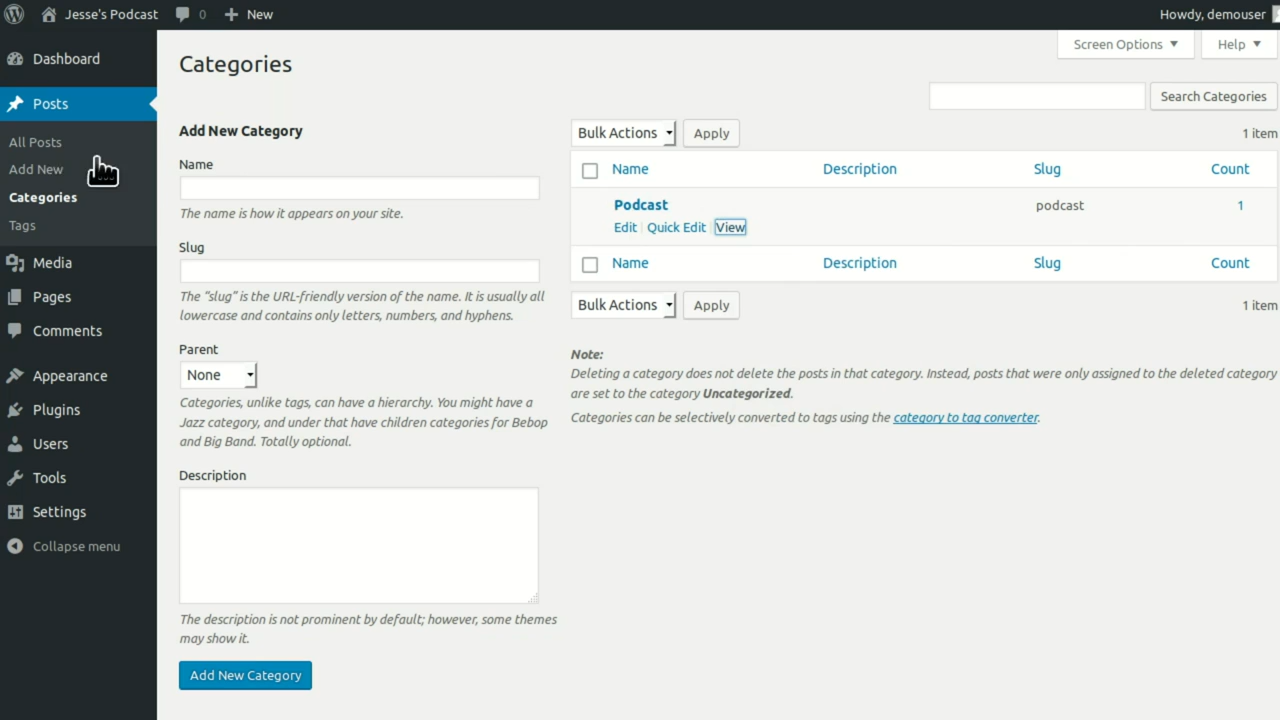 Jesse's Podcast 0 New Howdy, demouser
Screen Options Help
Dashboard
Posts
All Posts
Add New
Categories
Tags
Media
Pages
Comments
Appearance
Plugins
Users
Tools
Settings
Collapse menu
Categories
Search Categories
Add New Category
Name
The name is how it appears on your site.
Slug
The “slug” is the URL-friendly version of the name. It is usually all
lowercase and contains only letters, numbers, and hyphens.
Parent
None
Categories, unlike tags, can have a hierarchy. You might have a
Jazz category, and under that have children categories for Bebop
and Big Band. Totally optional.
Description
The description is not prominent by default; however, some themes
may show it.
Add New Category
Bulk Actions Apply 1 item
Name Description Slug Count
Podcast podcast 1
Edit | Quick Edit | View
Name Description Slug Count
Bulk Actions Apply 1 item
Note:
Deleting a category does not delete the posts in that category. Instead, posts that were only assigned to the deleted category
are set to the category Uncategorized.
Categories can be selectively converted to tags using the category to tag converter.